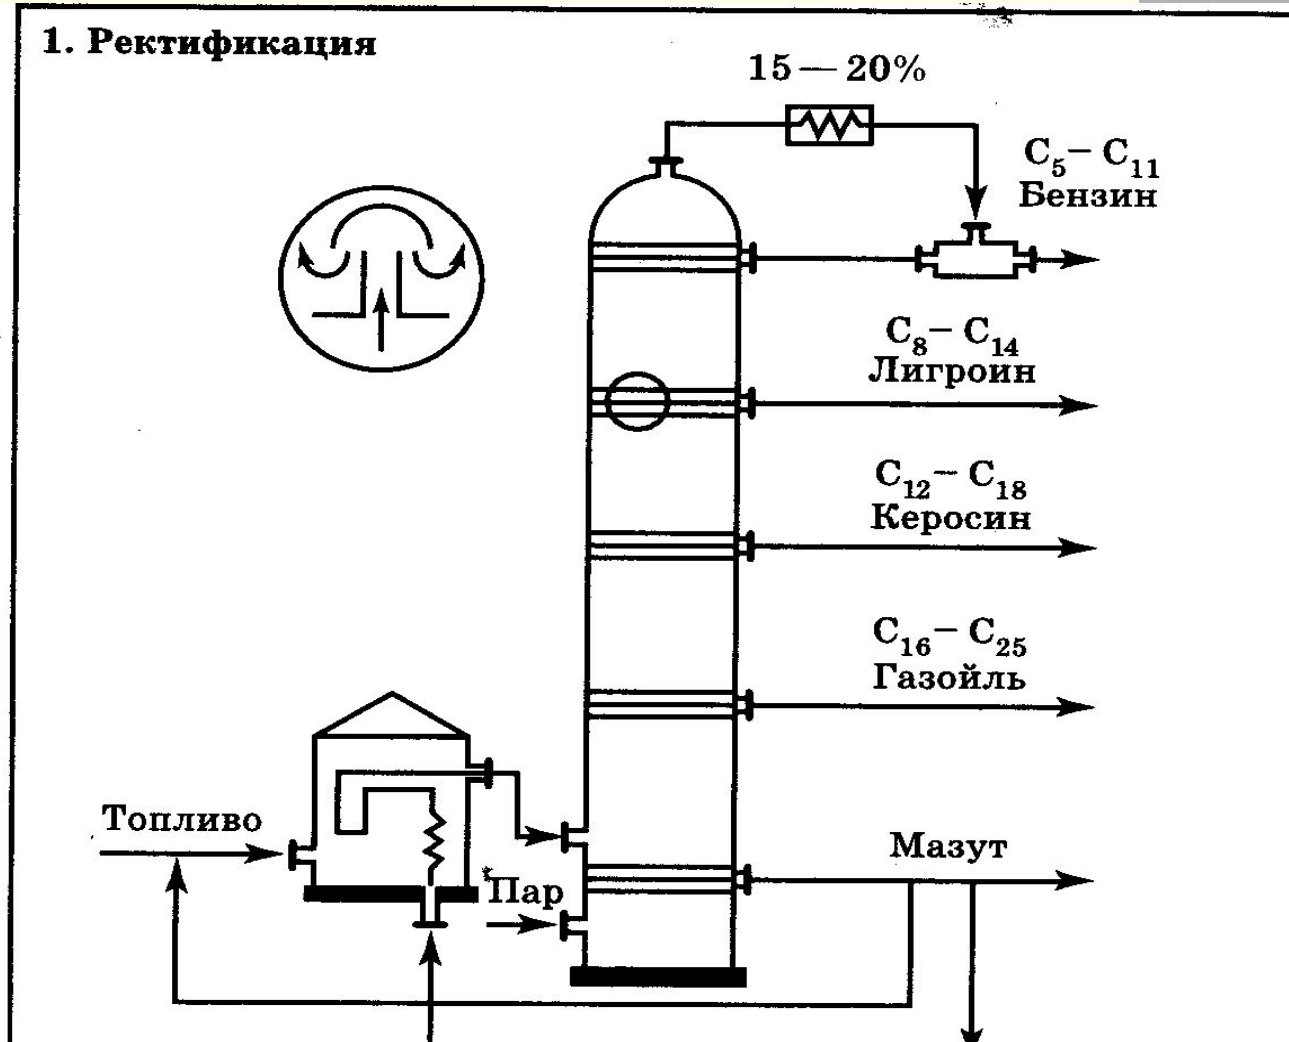 1. Ректификация
15 — 20%
C₅ – C₁₁
Бензин
C₈ – C₁₄
Лигроин
C₁₂ – C₁₈
Керосин
C₁₆ – C₂₅
Газойль
Топливо
Мазут
Пар